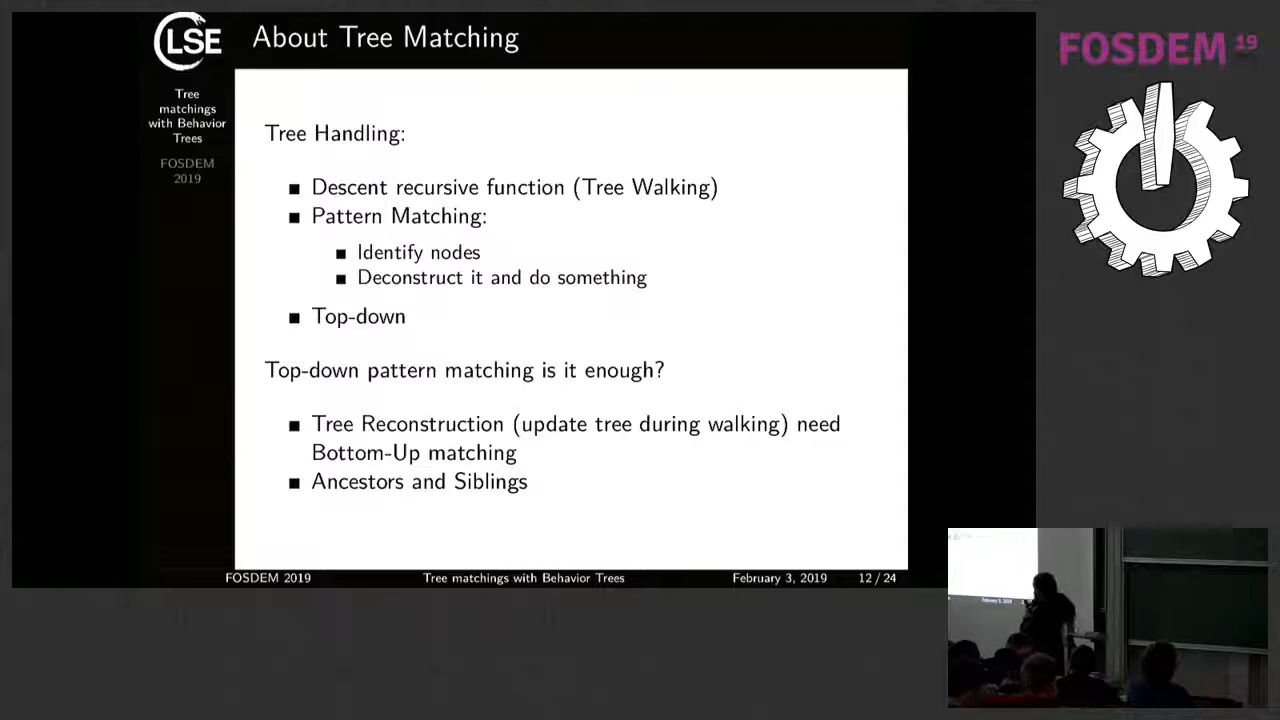 LSE
About Tree Matching
FOSDEM 19
Tree
matchings
with Behavior
Trees
FOSDEM
2019
Tree Handling:
Descent recursive function (Tree Walking)
Pattern Matching:
Identify nodes
Deconstruct it and do something
Top-down
Top-down pattern matching is it enough?
Tree Reconstruction (update tree during walking) need
Bottom-Up matching
Ancestors and Siblings
FOSDEM 2019 Tree matchings with Behavior Trees February 3, 2019 12 / 24
February 3, 2019